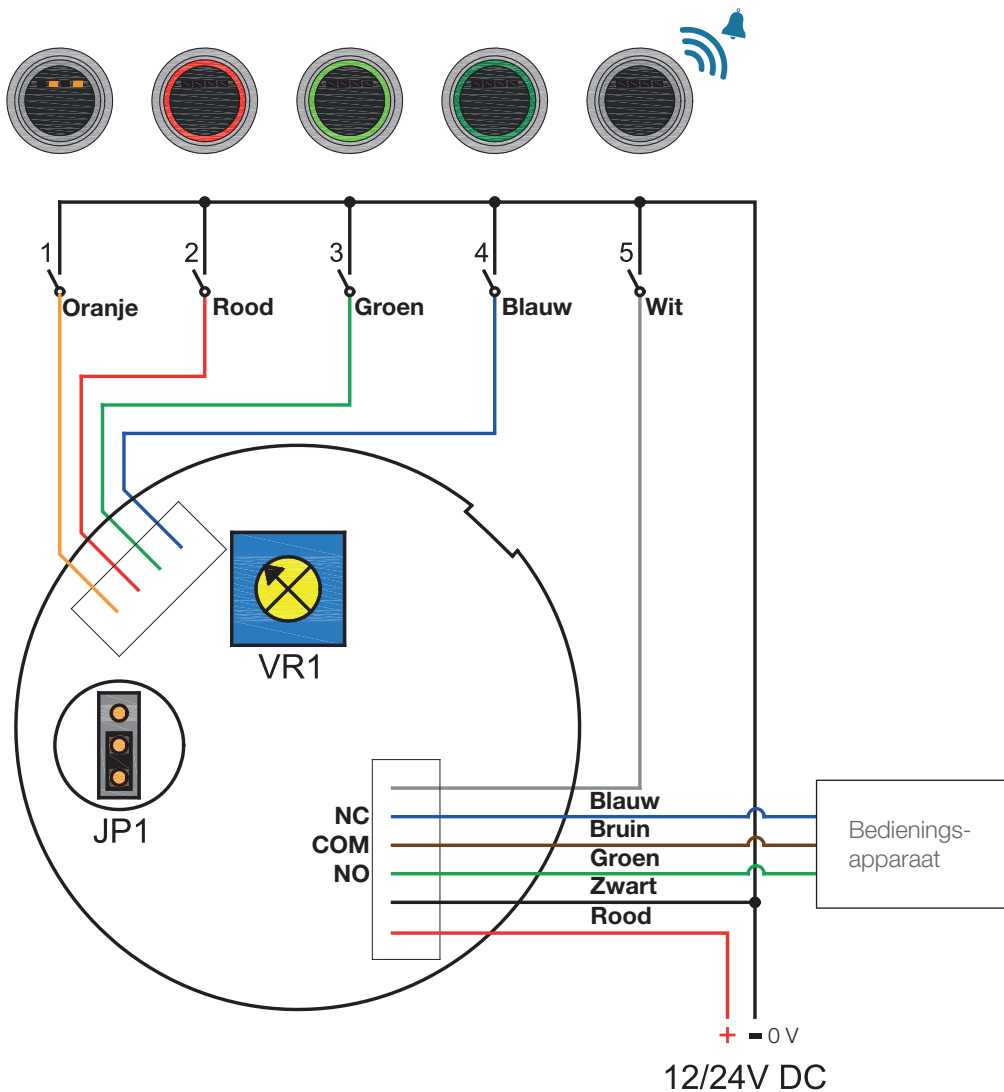 1 2 3 4 5
Oranje Rood Groen Blauw Wit
VR1
JP1
NC
COM
NO
Blauw
Bruin
Groen
Zwart
Rood
Bedienings-
apparaat
+ - 0 V
12/24V DC